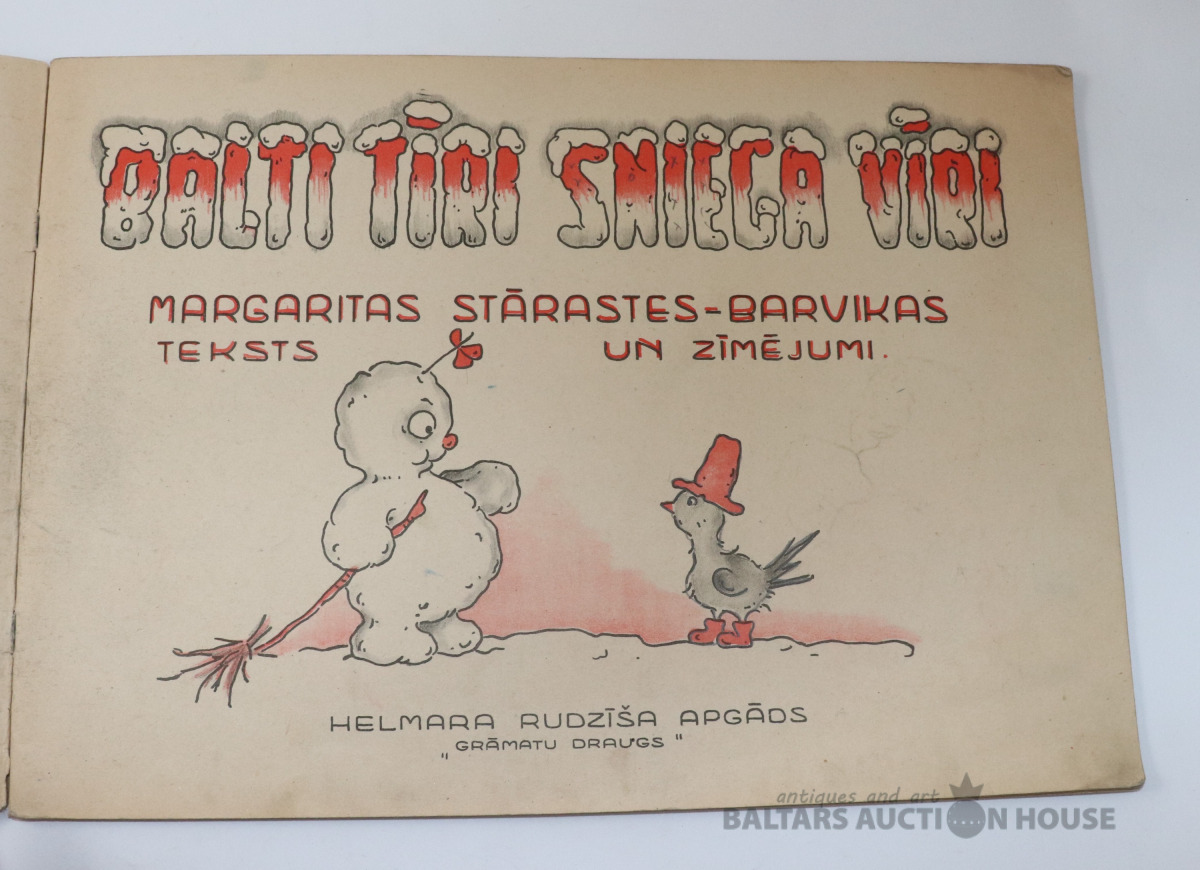 BALTI TĪRI SNIEGA VĪRI
MARGARITAS STĀRASTES-BARVIKAS
TEKSTS UN ZĪMĒJUMI.
HELMARA RUDZĪŠA APGĀDS
„GRĀMATU DRAUGS"
antiques and art
BALTARS AUCTION HOUSE